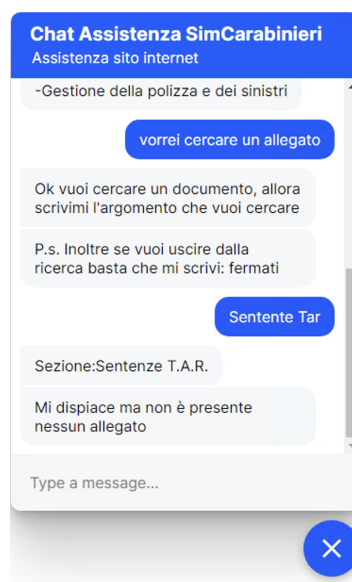 Chat Assistenza SimCarabinieri
Assistenza sito internet
-Gestione della polizza e dei sinistri
vorrei cercare un allegato
Ok vuoi cercare un documento, allora
scrivimi l'argomento che vuoi cercare
P.s. Inoltre se vuoi uscire dalla
ricerca basta che mi scrivi: fermati
Sentente Tar
Sezione:Sentenze T.A.R.
Mi dispiace ma non è presente
nessun allegato
Type a message...